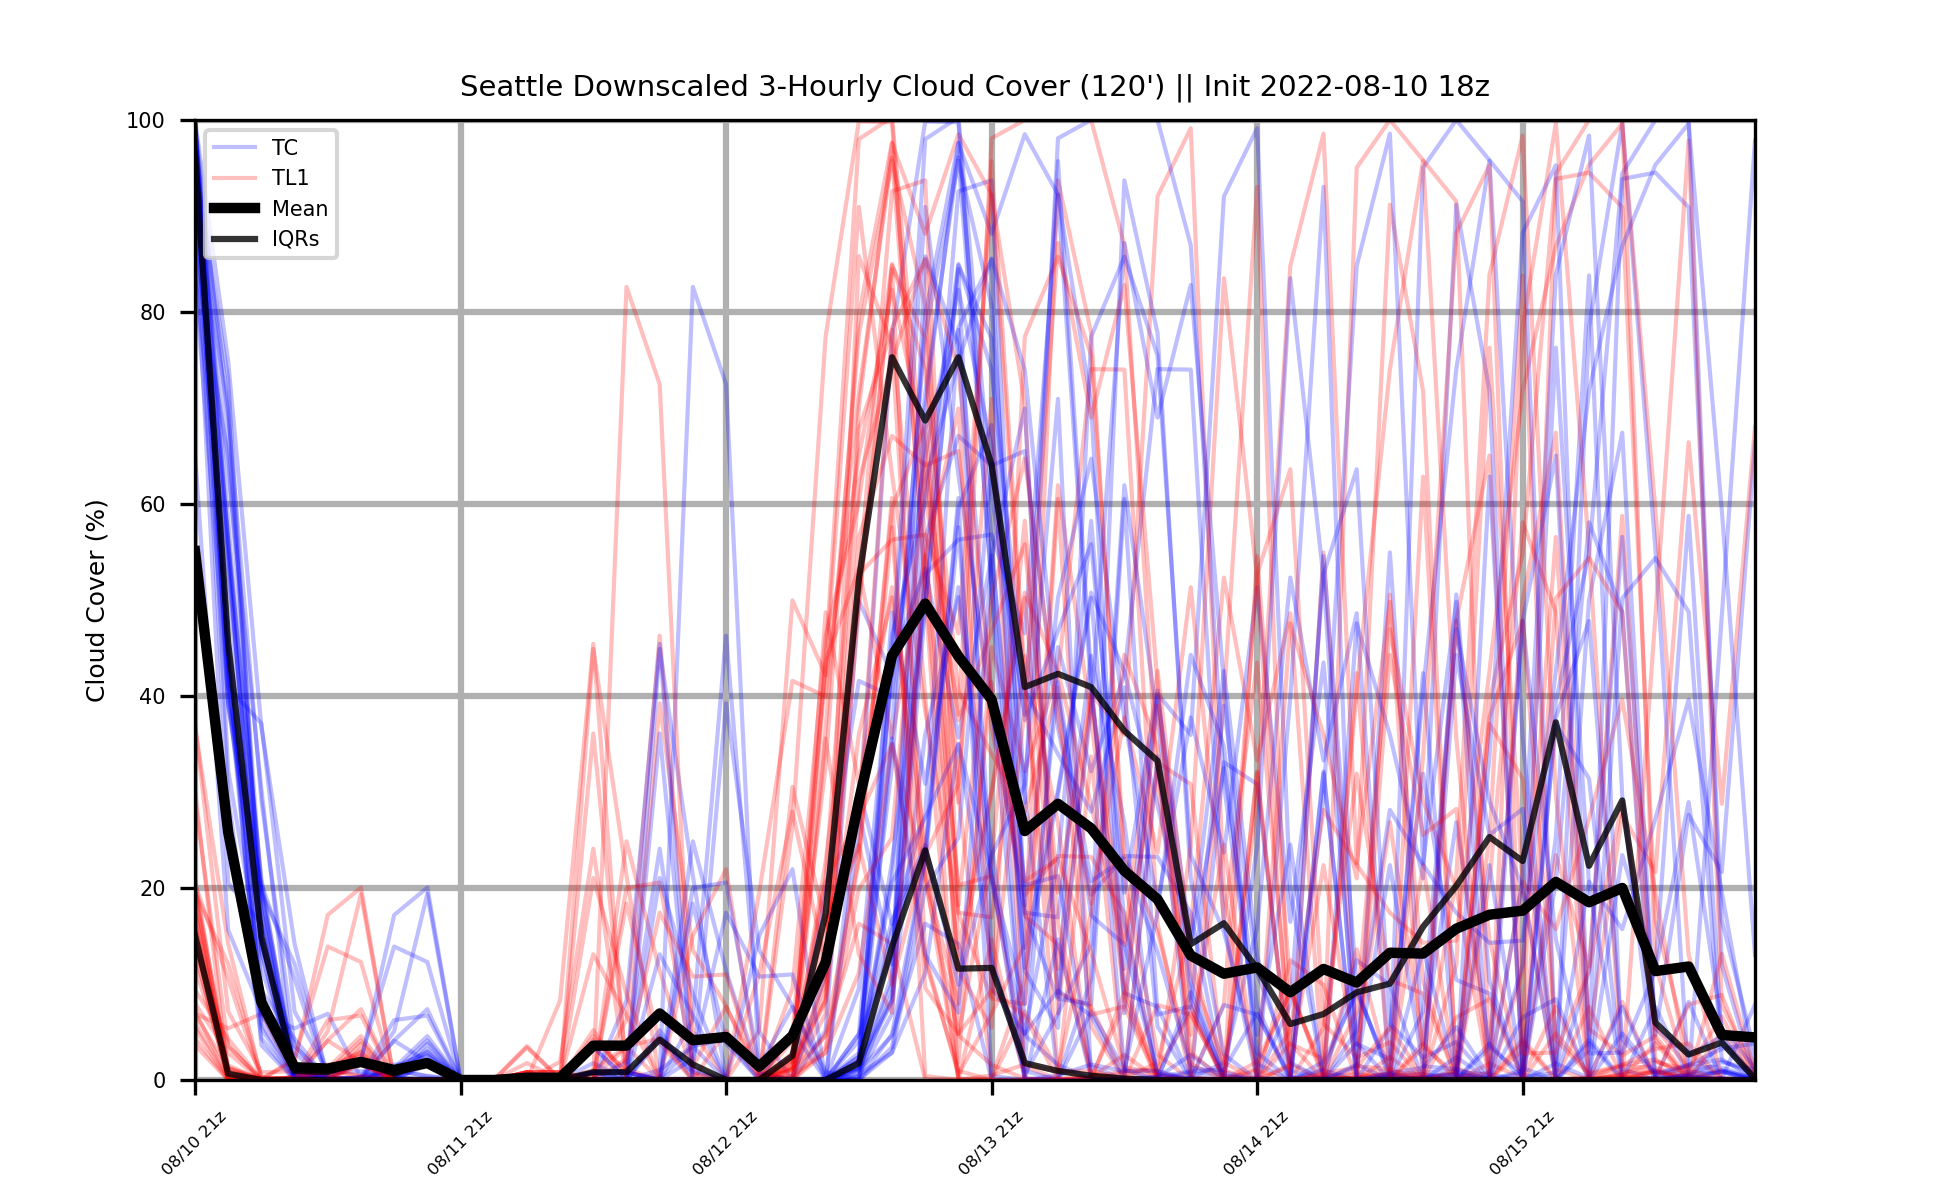 Seattle Downscaled 3-Hourly Cloud Cover (120') || Init 2022-08-10 18z
100
80
60
40
20
0
Cloud Cover (%)
TC
TL1
Mean
IQRs
08/10 21z
08/11 21z
08/12 21z
08/13 21z
08/14 21z
08/15 21z